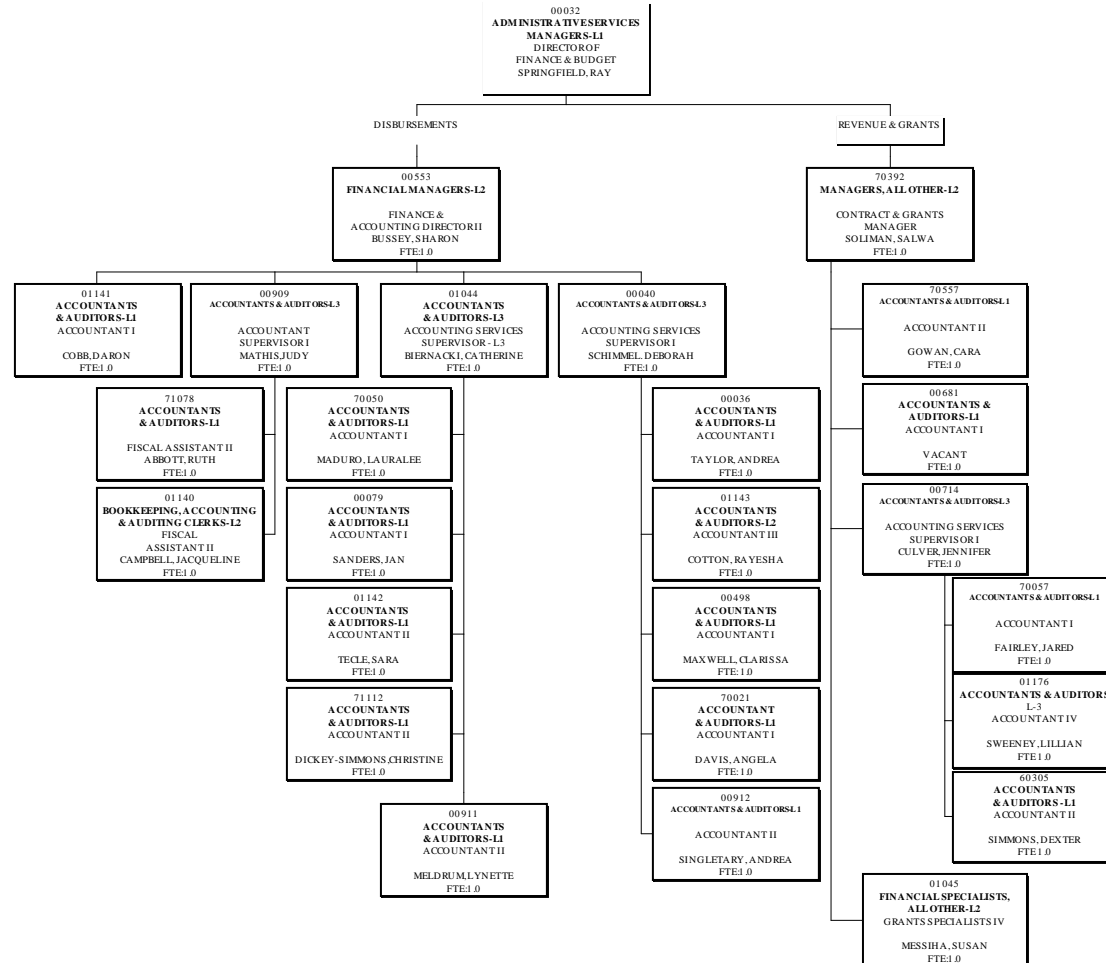 00032
ADMINISTRATIVE SERVICES
MANAGERS-L1
DIRECTOR OF
FINANCE & BUDGET
SPRINGFIELD, RAY
DISBURSEMENTS
REVENUE & GRANTS
00553
FINANCIAL MANAGERS-L2
FINANCE &
ACCOUNTING DIRECTOR II
BUSSEY, SHARON
FTE:1.0
70392
MANAGERS, ALL OTHER-L2
CONTRACT & GRANTS
MANAGER
SOLIMAN, SALWA
FTE:1.0
01141
ACCOUNTANTS
& AUDITORS-L1
ACCOUNTANT I
COBB, DARON
FTE:1.0
00909
ACCOUNTANTS & AUDITORS-L3
ACCOUNTANT
SUPERVISOR I
MATHIS, JUDY
FTE:1.0
01044
ACCOUNTANTS
& AUDITORS-L3
ACCOUNTING SERVICES
SUPERVISOR - L3
BIERNACKI, CATHERINE
FTE:1.0
00040
ACCOUNTANTS & AUDITORS-L3
ACCOUNTING SERVICES
SUPERVISOR I
SCHIMMEL. DEBORAH
FTE:1.0
71078
ACCOUNTANTS
& AUDITORS-L1
FISCAL ASSISTANT II
ABBOTT, RUTH
FTE:1.0
01140
BOOKKEEPING, ACCOUNTING
& AUDITING CLERKS-L2
FISCAL
ASSISTANT II
CAMPBELL, JACQUELINE
FTE:1.0
70050
ACCOUNTANTS
& AUDITORS-L1
ACCOUNTANT I
MADURO, LAURALEE
FTE:1.0
00079
ACCOUNTANTS
& AUDITORS-L1
ACCOUNTANT I
SANDERS, JAN
FTE:1.0
01142
ACCOUNTANTS
& AUDITORS-L1
ACCOUNTANT II
TECLE, SARA
FTE:1.0
71112
ACCOUNTANTS
& AUDITORS-L1
ACCOUNTANT II
DICKEY-SIMMONS, CHRISTINE
FTE:1.0
00911
ACCOUNTANTS
& AUDITORS-L1
ACCOUNTANT II
MELDRUM, LYNETTE
FTE:1.0
00036
ACCOUNTANTS
& AUDITORS-L1
ACCOUNTANT I
TAYLOR, ANDREA
FTE:1.0
01143
ACCOUNTANTS
& AUDITORS-L2
ACCOUNTANT III
COTTON, RAYESHA
FTE:1.0
00498
ACCOUNTANTS
& AUDITORS-L1
ACCOUNTANT I
MAXWELL, CLARISSA
FTE: 1.0
70021
ACCOUNTANT
& AUDITORS-L1
ACCOUNTANT I
DAVIS, ANGELA
FTE: 1.0
00912
ACCOUNTANTS & AUDITORS-L1
ACCOUNTANT II
SINGLETARY, ANDREA
FTE:1.0
70557
ACCOUNTANTS & AUDITORS-L1
ACCOUNTANT II
GOWAN, CARA
FTE:1.0
00681
ACCOUNTANTS &
AUDITORS-L1
ACCOUNTANT I
VACANT
FTE:1.0
00714
ACCOUNTANTS & AUDITORS-L3
ACCOUNTING SERVICES
SUPERVISOR I
CULVER, JENNIFER
FTE:1.0
70057
ACCOUNTANTS & AUDITORS-L1
ACCOUNTANT I
FAIRLEY, JARED
FTE:1.0
01176
ACCOUNTANTS & AUDITORS
L-3
ACCOUNTANT IV
SWEENEY, LILLIAN
FTE 1.0
60305
ACCOUNTANTS
& AUDITORS -L1
ACCOUNTANT II
SIMMONS, DEXTER
FTE 1.0
01045
FINANCIAL SPECIALISTS,
ALL OTHER-L2
GRANTS SPECIALISTS IV
MESSIHA, SUSAN
FTE:1.0